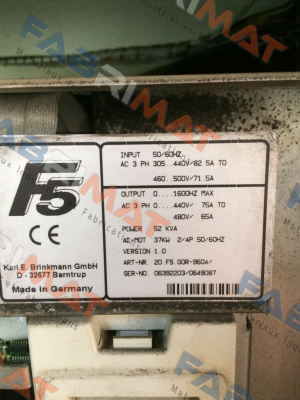 FABRIMAT
F5
CE
Karl E. Brinkmann GmbH
D - 32677 Barntrup
Made in Germany
INPUT 50/60HZ
AC 3 PH 305...440V/82.5A TO
460...500V/71.5A
OUTPUT 0...1600HZ MAX
AC 3 PH 0...440V/ 75A TO
480V/ 65A
POWER 52 KVA
AC-MOT 37KW 2/4P 50/60HZ
VERSION 1.0
ART-NR. 20.F5.G0R-960A/
SER-NO. 06392203/0649087